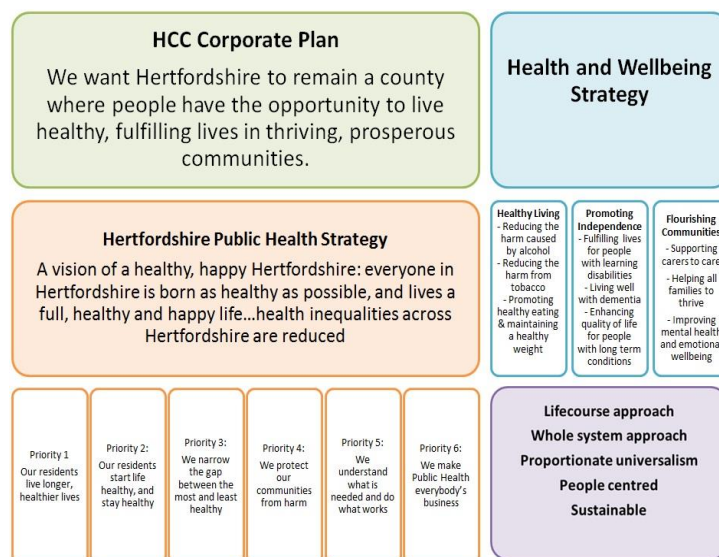 HCC Corporate Plan
We want Hertfordshire to remain a county
where people have the opportunity to live
healthy, fulfilling lives in thriving, prosperous
communities.
Health and Wellbeing
Strategy
Hertfordshire Public Health Strategy
A vision of a healthy, happy Hertfordshire: everyone in
Hertfordshire is born as healthy as possible, and lives a
full, healthy and happy life...health inequalities across
Hertfordshire are reduced
Healthy Living
- Reducing the
harm caused
by alcohol
- Reducing the
harm from
tobacco
- Promoting
healthy eating
& maintaining
a healthy
weight
Promoting
Independence
- Fulfilling lives
for people
with learning
disabilities
- Living well
with dementia
- Enhancing
quality of life
for people
with long term
conditions
Flourishing
Communities
- Supporting
carers to care
- Helping all
families to
thrive
- Improving
mental health
and emotional
wellbeing
Priority 1
Our residents
live longer,
healthier lives
Priority 2:
Our residents
start life
healthy, and
stay healthy
Priority 3:
We narrow
the gap
between the
most and least
healthy
Priority 4:
We protect
our
communities
from harm
Priority 5:
We
understand
what is
needed and do
what works
Priority 6:
We make
Public Health
everybody's
business
Lifecourse approach
Whole system approach
Proportionate universalism
People centred
Sustainable